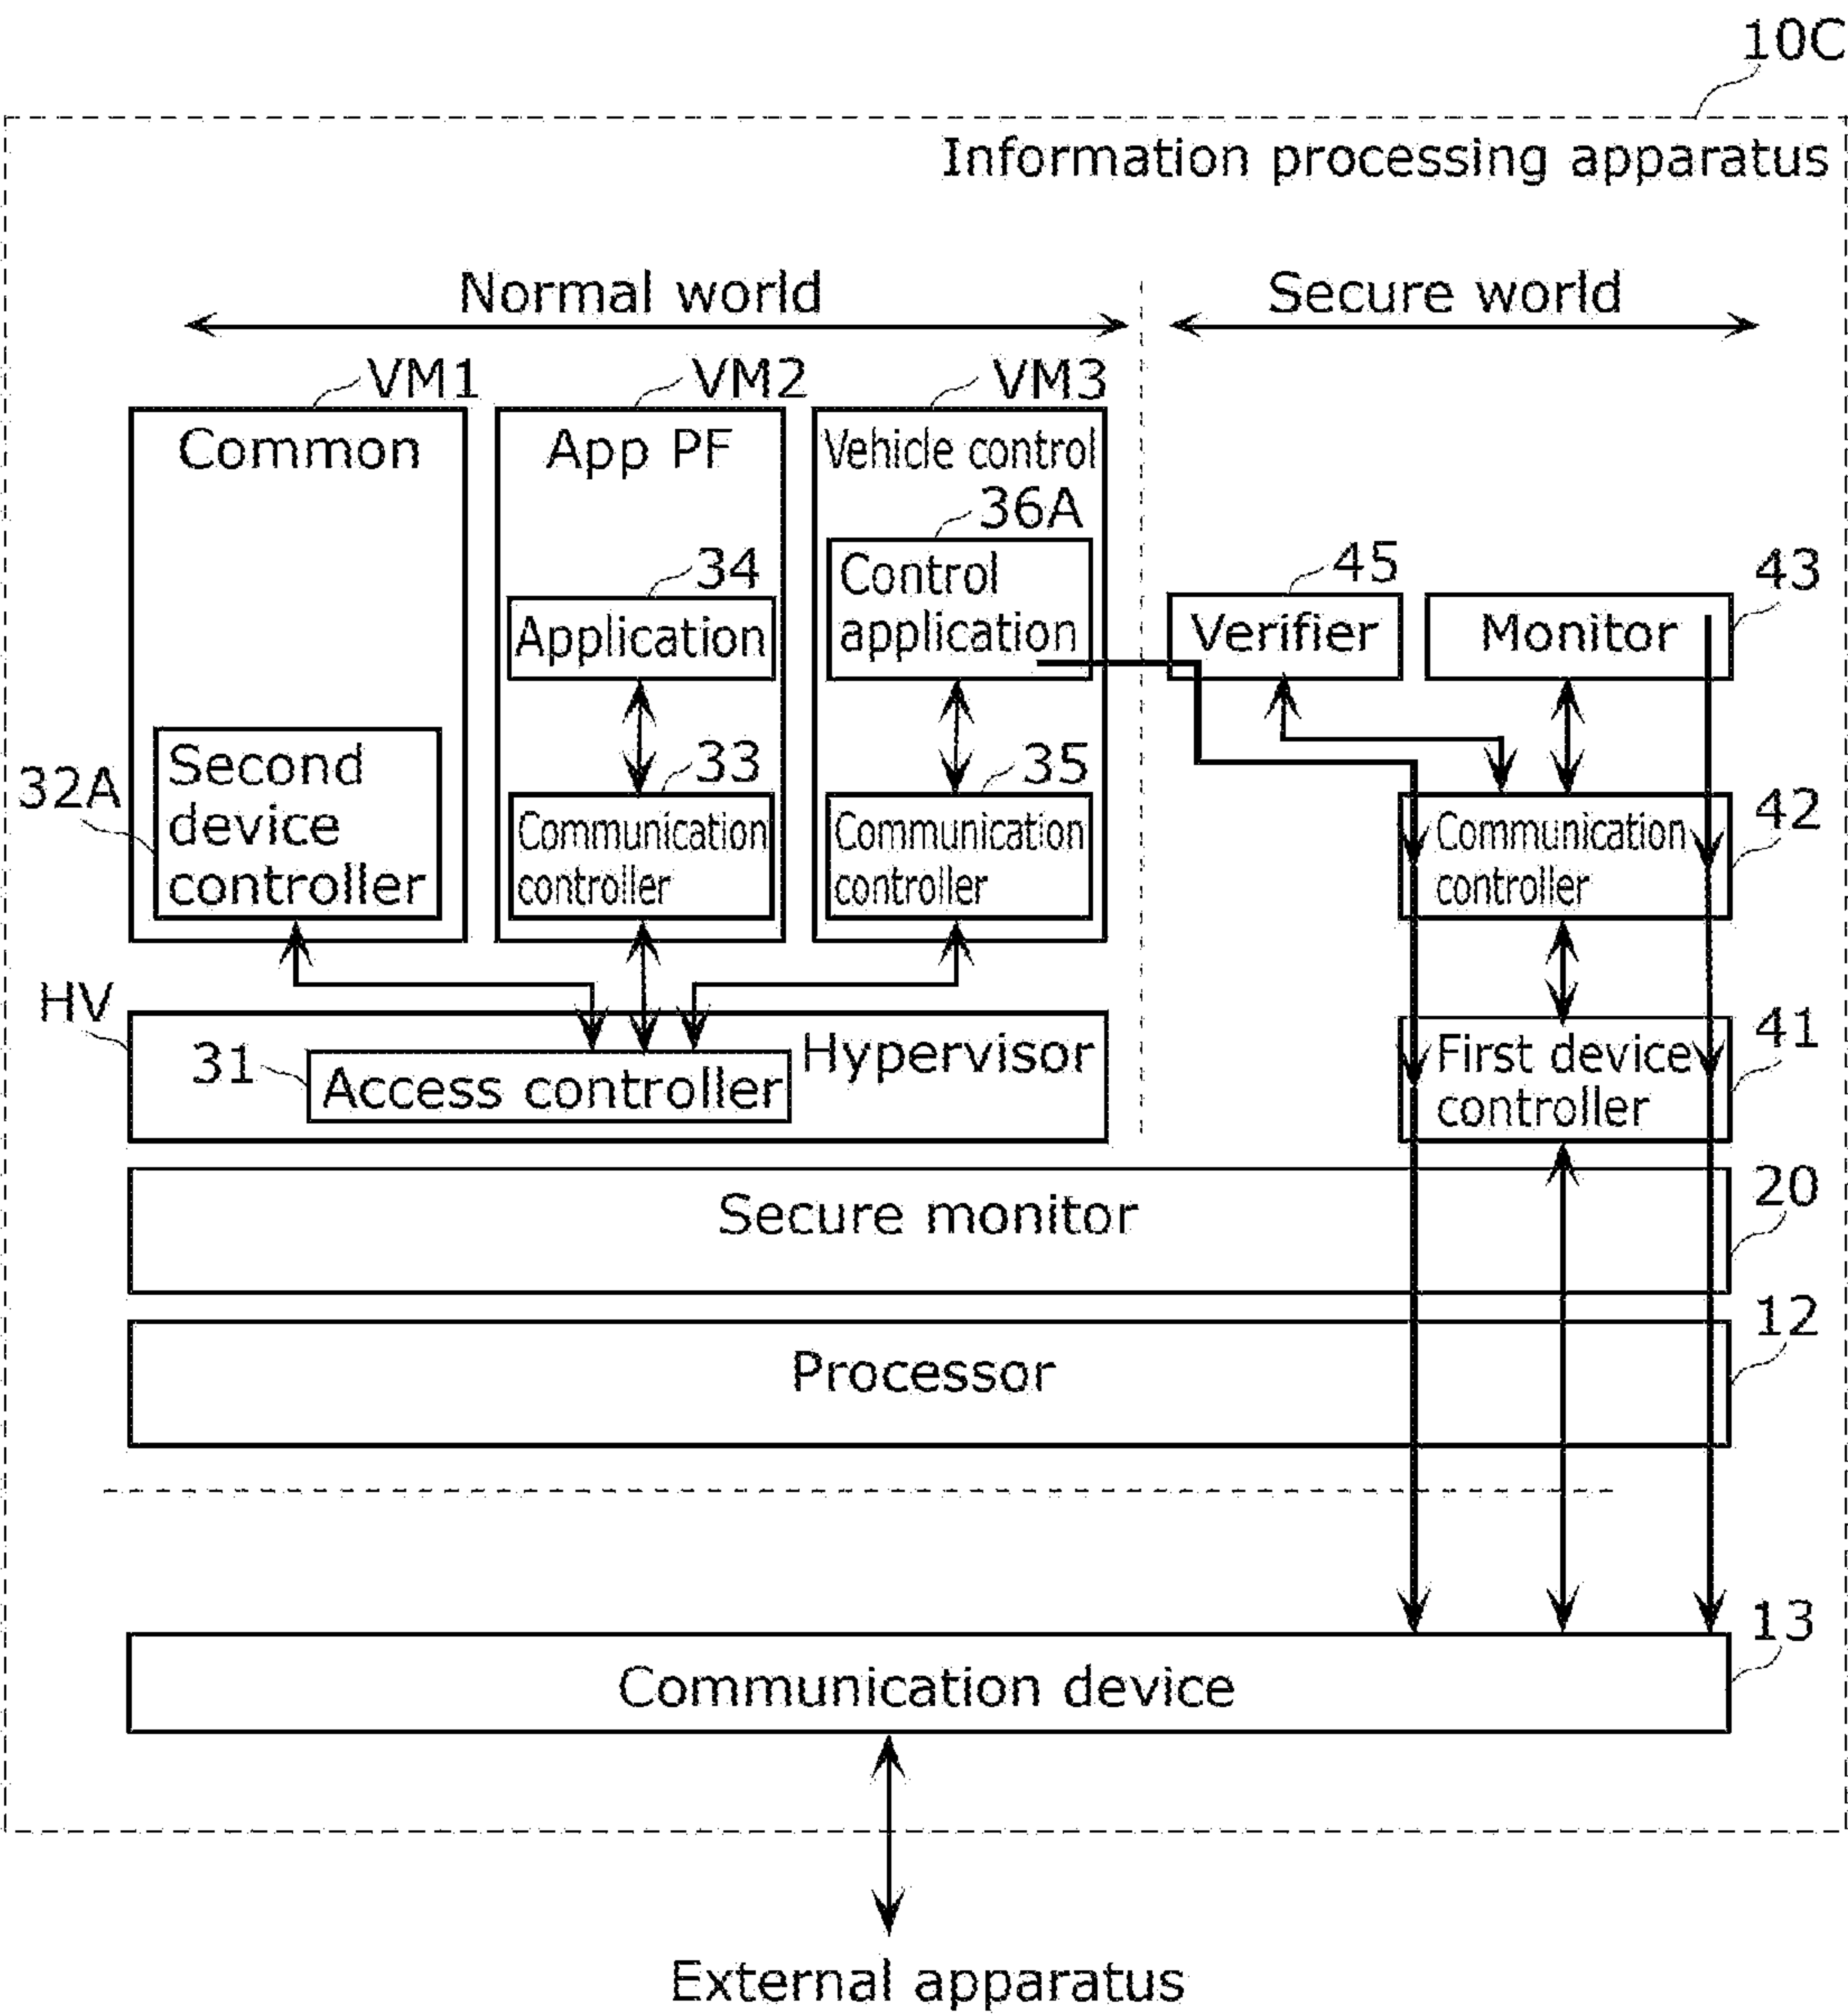 10C
Information processing apparatus
Normal world
Secure world
VM1
VM2
VM3
Common
App PF
Vehicle control
36A
34
45
43
Control
application
Application
Verifier
Monitor
32A
Second
device
controller
33
35
42
Communication
controller
Communication
controller
Communication
controller
HV
31
Access controller
Hypervisor
41
First device
controller
20
Secure monitor
12
Processor
13
Communication device
External apparatus